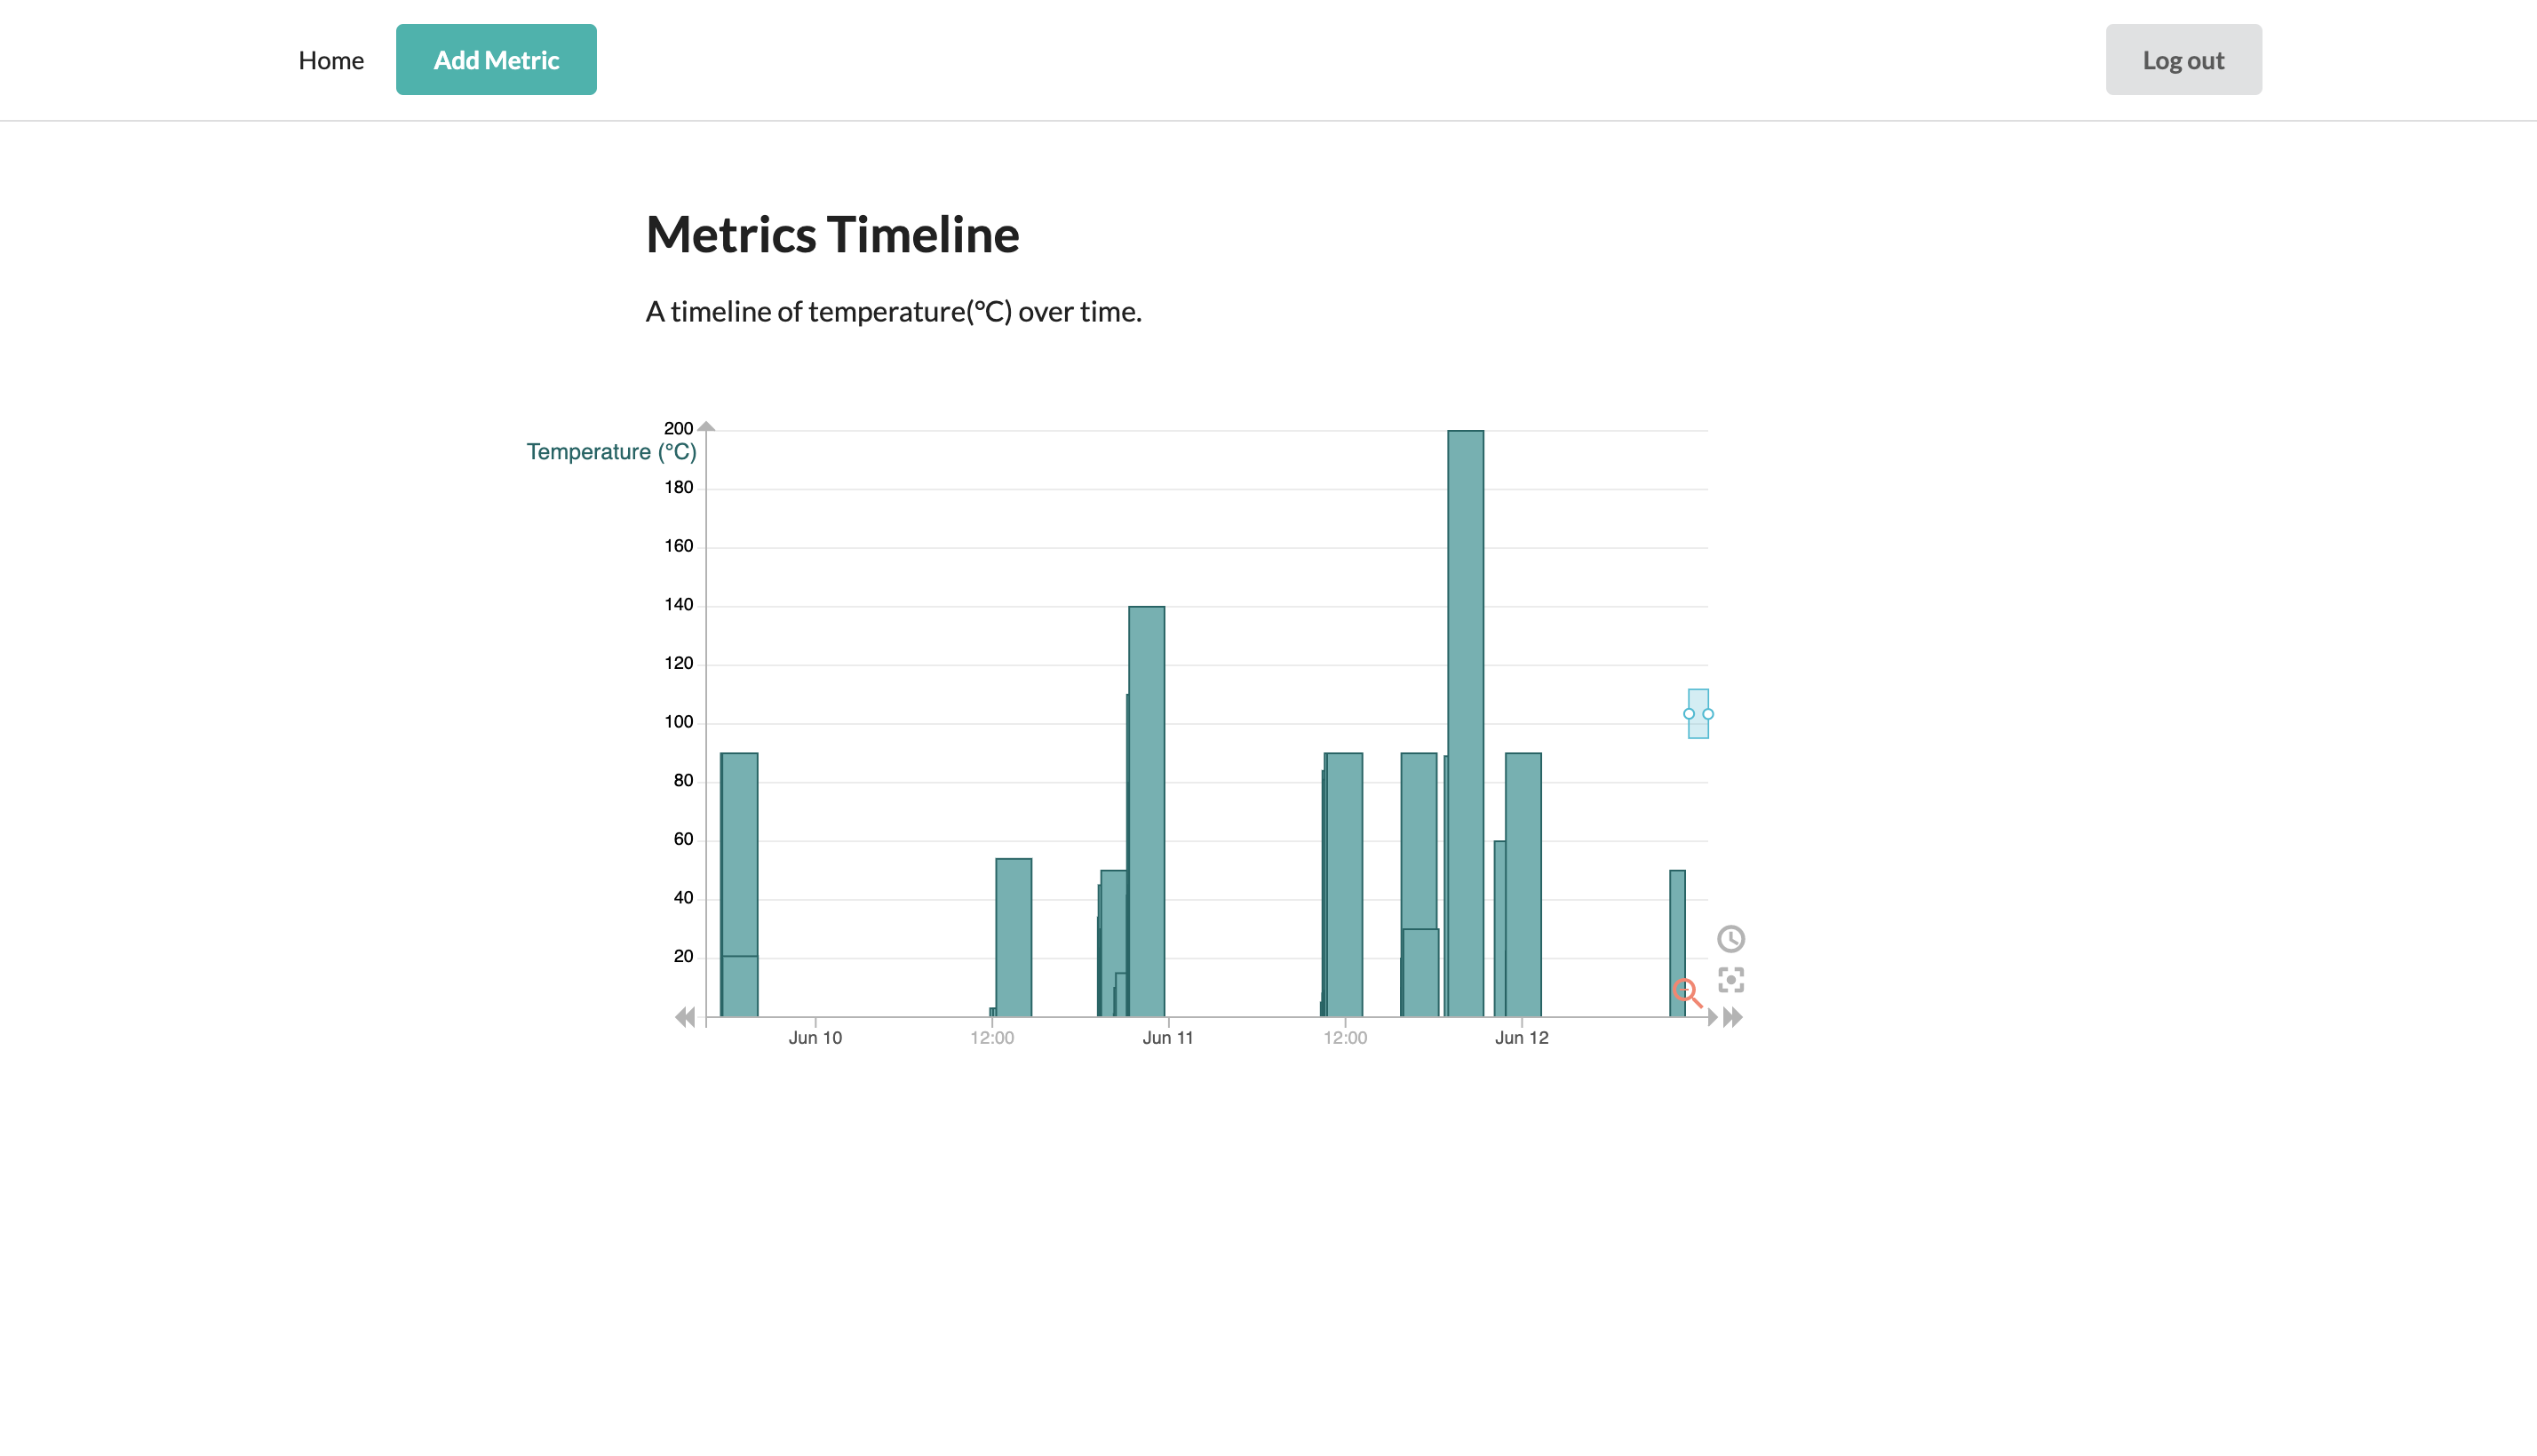 Home
Add Metric
Log out
Metrics Timeline
A timeline of temperature(°C) over time.
200
Temperature (°C)
180
160
140
120
100
80
60
40
20
Jun 10
12:00
Jun 11
12:00
Jun 12